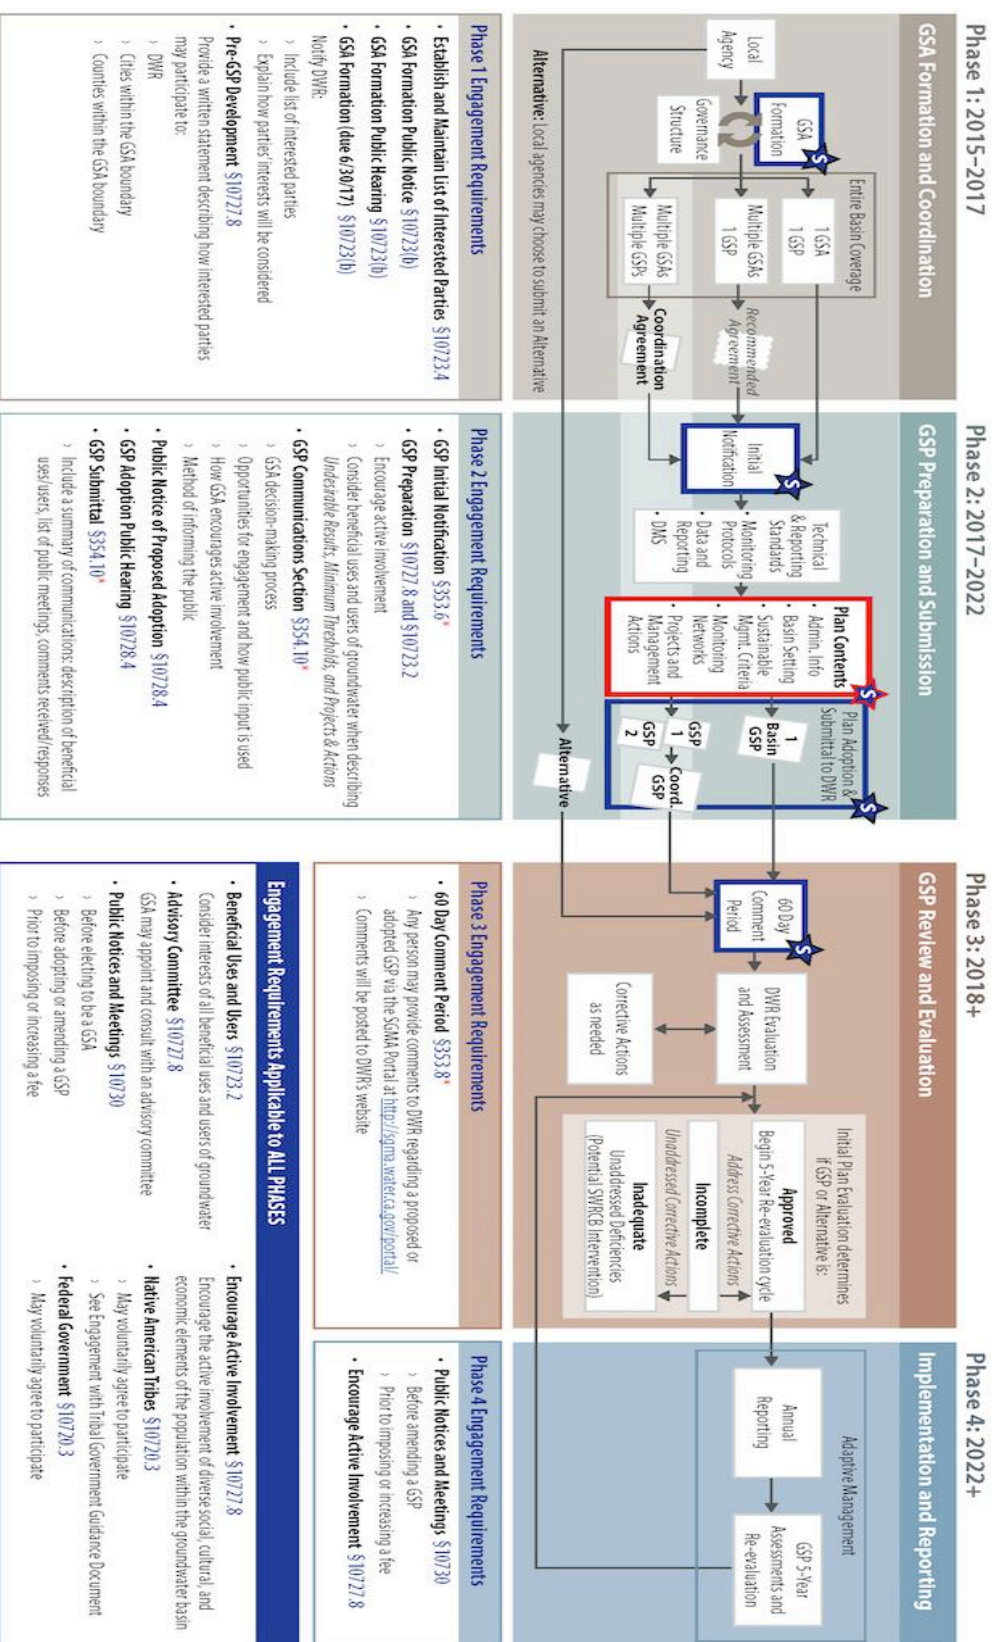 Phase 1: 2015–2017
GSA Formation and Coordination
Local
Agency
GSA
Formation
Governance
Structure
Entire Basin Coverage
1 GSA
1 GSP
Multiple GSAs
1 GSP
Multiple GSAs
Multiple GSPs
Recommended
Agreement
Coordination
Agreement
Alternative: Local agencies may choose to submit an Alternative
Phase 2: 2017–2022
GSP Preparation and Submission
Initial
Notification
Technical
& Reporting
Standards
• Monitoring
Protocols
• Data and
Reporting
• DMS
Plan Contents
• Admin. Info
• Basin Setting
• Sustainable
Mgmt. Criteria
• Monitoring
Networks
• Projects and
Management
Actions
Plan Adoption &
Submittal to DWR
1
Basin
GSP
GSP
1
GSP
2
Coord.
GSP
Alternative
Phase 3: 2018+
GSP Review and Evaluation
60 Day
Comment
Period
DWR Evaluation
and Assessment
Corrective Actions
as needed
Initial Plan Evaluation determines
if GSP or Alternative is:
Approved
Begin 5-Year Re-evaluation cycle
Address Corrective Actions
Incomplete
Unaddressed Corrective Actions
Inadequate
Unaddressed Deficiencies
(Potential SWRCB Intervention)
Phase 4: 2022+
Implementation and Reporting
Adaptive Management
Annual
Reporting
GSP 5-Year
Assessments and
Re-evaluation
Phase 1 Engagement Requirements
• Establish and Maintain List of Interested Parties §10723.4
• GSA Formation Public Notice §10723(b)
• GSA Formation Public Hearing §10723(b)
• GSA Formation (due 6/30/17) §10723(b)
Notify DWR:
› Include list of interested parties
› Explain how parties' interests will be considered
• Pre-GSP Development §10727.8
Provide a written statement describing how interested parties
may participate to:
› DWR
› Cities within the GSA boundary
› Counties within the GSA boundary
Phase 2 Engagement Requirements
• GSP Initial Notification §353.6*
• GSP Preparation §10727.8 and §10723.2
› Encourage active involvement
› Consider beneficial uses and users of groundwater when describing
Undesirable Results, Minimum Thresholds, and Projects & Actions
• GSP Communications Section §354.10*
› GSA decision-making process
› Opportunities for engagement and how public input is used
› How GSA encourages active involvement
› Method of informing the public
• Public Notice of Proposed Adoption §10728.4
• GSP Adoption Public Hearing §10728.4
• GSP Submittal §354.10*
› Include a summary of communications: description of beneficial
uses/users, list of public meetings, comments received/responses
Phase 3 Engagement Requirements
• 60 Day Comment Period §353.8*
› Any person may provide comments to DWR regarding a proposed or
adopted GSP via the SGMA Portal at http://sgma.water.ca.gov/portal/
› Comments will be posted to DWR's website
Phase 4 Engagement Requirements
• Public Notices and Meetings §10730
› Before amending a GSP
› Prior to imposing or increasing a fee
• Encourage Active Involvement §10727.8
Engagement Requirements Applicable to ALL PHASES
• Beneficial Uses and Users §10723.2
Consider interests of all beneficial uses and users of groundwater
• Advisory Committee §10727.8
GSA may appoint and consult with an advisory committee
• Public Notices and Meetings §10730
› Before electing to be a GSA
› Before adopting or amending a GSP
› Prior to imposing or increasing a fee
• Encourage Active Involvement §10727.8
Encourage the active involvement of diverse social, cultural, and
economic elements of the population within the groundwater basin
• Native American Tribes §10720.3
› May voluntarily agree to participate
› See Engagement with Tribal Government Guidance Document
• Federal Government §10720.3
› May voluntarily agree to participate
S
S
S
S
S